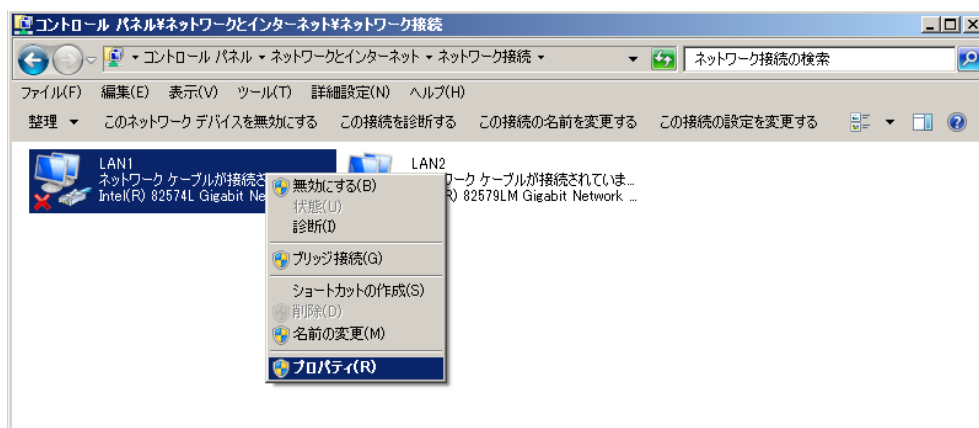 コントロール パネル¥ネットワークとインターネット¥ネットワーク接続
コントロール パネル ネットワークとインターネット ネットワーク接続
ネットワーク接続の検索
ファイル(F) 編集(E) 表示(V) ツール(T) 詳細設定(N) ヘルプ(H)
整理 このネットワーク デバイスを無効にする この接続を診断する この接続の名前を変更する この接続の設定を変更する
LAN1
ネットワーク ケーブルが接続さ
Intel(R) 82574L Gigabit Ne
LAN2
ワーク ケーブルが接続されていま...
82579LM Gigabit Network ...
無効にする(B)
状態(U)
診断(I)
ブリッジ接続(G)
ショートカットの作成(S)
削除(D)
名前の変更(M)
プロパティ(R)